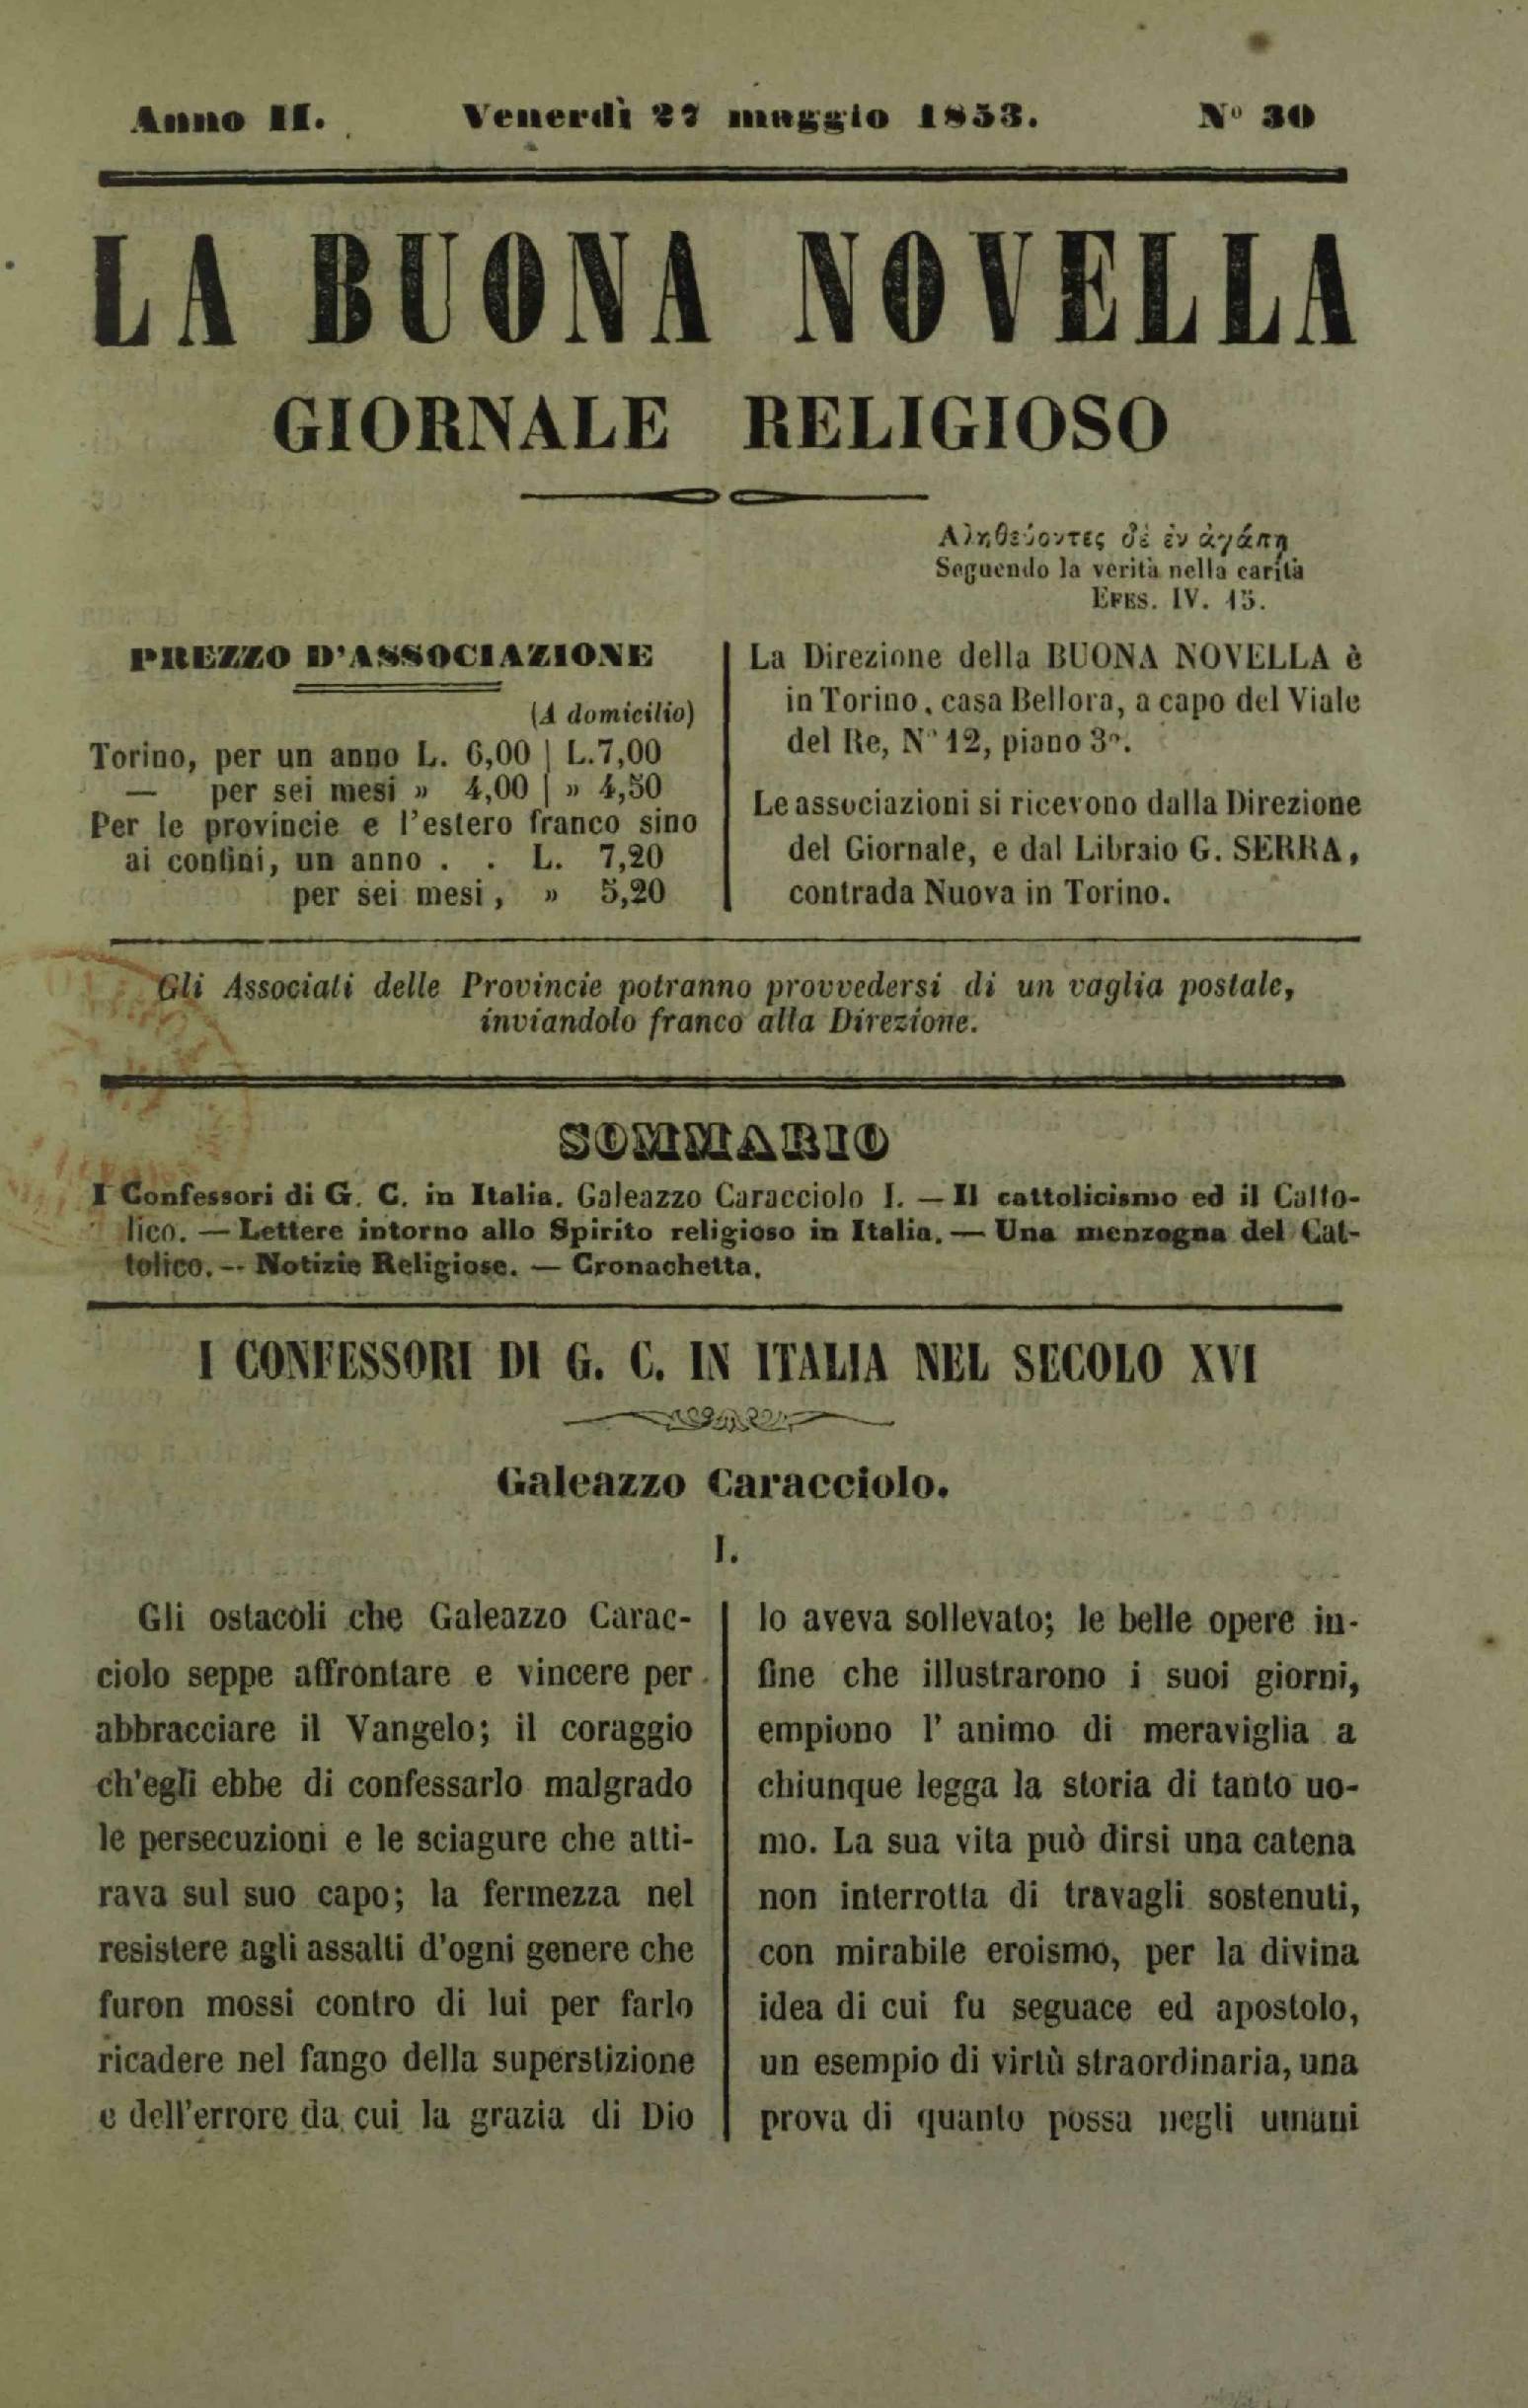 Anno II.
Venerdì 27 maggio 1853.
Nº 30
LA BUONA NOVELLA
GIORNALE RELIGIOSO
Αληθεύοντες δὲ ἐν ἀγάπη
Seguendo la verità nella carità
EFES. IV. 15.
PREZZO D'ASSOCIAZIONE
(A domicilio)
Torino, per un anno L. 6,00 | L.7,00
— per sei mesi » 4,00 | » 4,50
Per le provincie e l'estero franco sino
ai confini, un anno . . L. 7,20
per sei mesi, » 5,20
La Direzione della BUONA NOVELLA è
in Torino, casa Bellora, a capo del Viale
del Re, Nº 12, piano 3º.
Le associazioni si ricevono dalla Direzione
del Giornale, e dal Libraio G. SERRA,
contrada Nuova in Torino.
Gli Associati delle Provincie potranno provvedersi di un vaglia postale,
inviandolo franco alla Direzione.
SOMMARIO
I Confessori di G. C. in Italia. Galeazzo Caracciolo I. — Il cattolicismo ed il Catto-
lico. — Lettere intorno allo Spirito religioso in Italia. — Una menzogna del Cat-
tolico. -- Notizie Religiose. — Cronachetta.
I CONFESSORI DI G. C. IN ITALIA NEL SECOLO XVI
Galeazzo Caracciolo.
I.
Gli ostacoli che Galeazzo Carac-
ciolo seppe affrontare e vincere per
abbracciare il Vangelo; il coraggio
ch'egli ebbe di confessarlo malgrado
le persecuzioni e le sciagure che atti-
rava sul suo capo; la fermezza nel
resistere agli assalti d'ogni genere che
furon mossi contro di lui per farlo
ricadere nel fango della superstizione
e dell'errore da cui la grazia di Dio
lo aveva sollevato; le belle opere in-
fine che illustrarono i suoi giorni,
empiono l' animo di meraviglia a
chiunque legga la storia di tanto uo-
mo. La sua vita può dirsi una catena
non interrotta di travagli sostenuti,
con mirabile eroismo, per la divina
idea di cui fu seguace ed apostolo,
un esempio di virtù straordinaria, una
prova di quanto possa negli umani